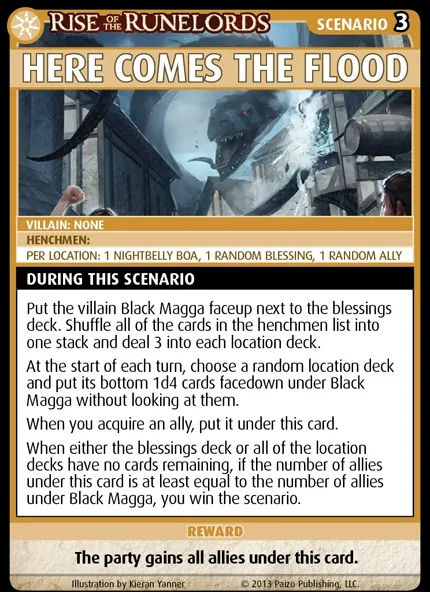 RISE OF THE RUNELORDS SCENARIO 3
HERE COMES THE FLOOD
VILLAIN: NONE
HENCHMEN:
PER LOCATION: 1 NIGHTBELLY BOA, 1 RANDOM BLESSING, 1 RANDOM ALLY
DURING THIS SCENARIO
Put the villain Black Magga faceup next to the blessings
deck. Shuffle all of the cards in the henchmen list into
one stack and deal 3 into each location deck.
At the start of each turn, choose a random location deck
and put its bottom 1d4 cards facedown under Black
Magga without looking at them.
When you acquire an ally, put it under this card.
When either the blessings deck or all of the location
decks have no cards remaining, if the number of allies
under this card is at least equal to the number of allies
under Black Magga, you win the scenario.
REWARD
The party gains all allies under this card.
Illustration by Kieran Yanner © 2013 Paizo Publishing, LLC.